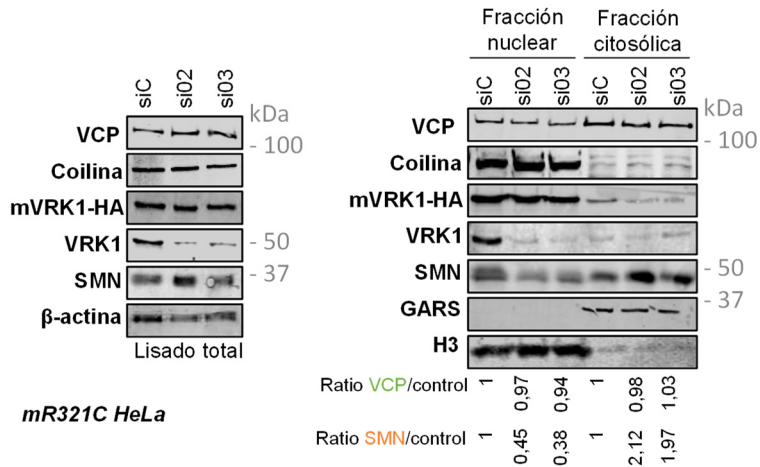 siC si02 si03
kDa
VCP
- 100
Coilina
mVRK1-HA
VRK1
- 50
SMN
- 37
β-actina
Lisado total
mR321C HeLa
Fracción nuclear
Fracción citosólica
siC si02 si03 siC si02 si03
kDa
VCP
- 100
Coilina
mVRK1-HA
VRK1
- 50
SMN
- 37
GARS
H3
Ratio VCP/control 1 0,97 0,94 1 0,98 1,03
Ratio SMN/control 1 0,45 0,38 1 2,12 1,97